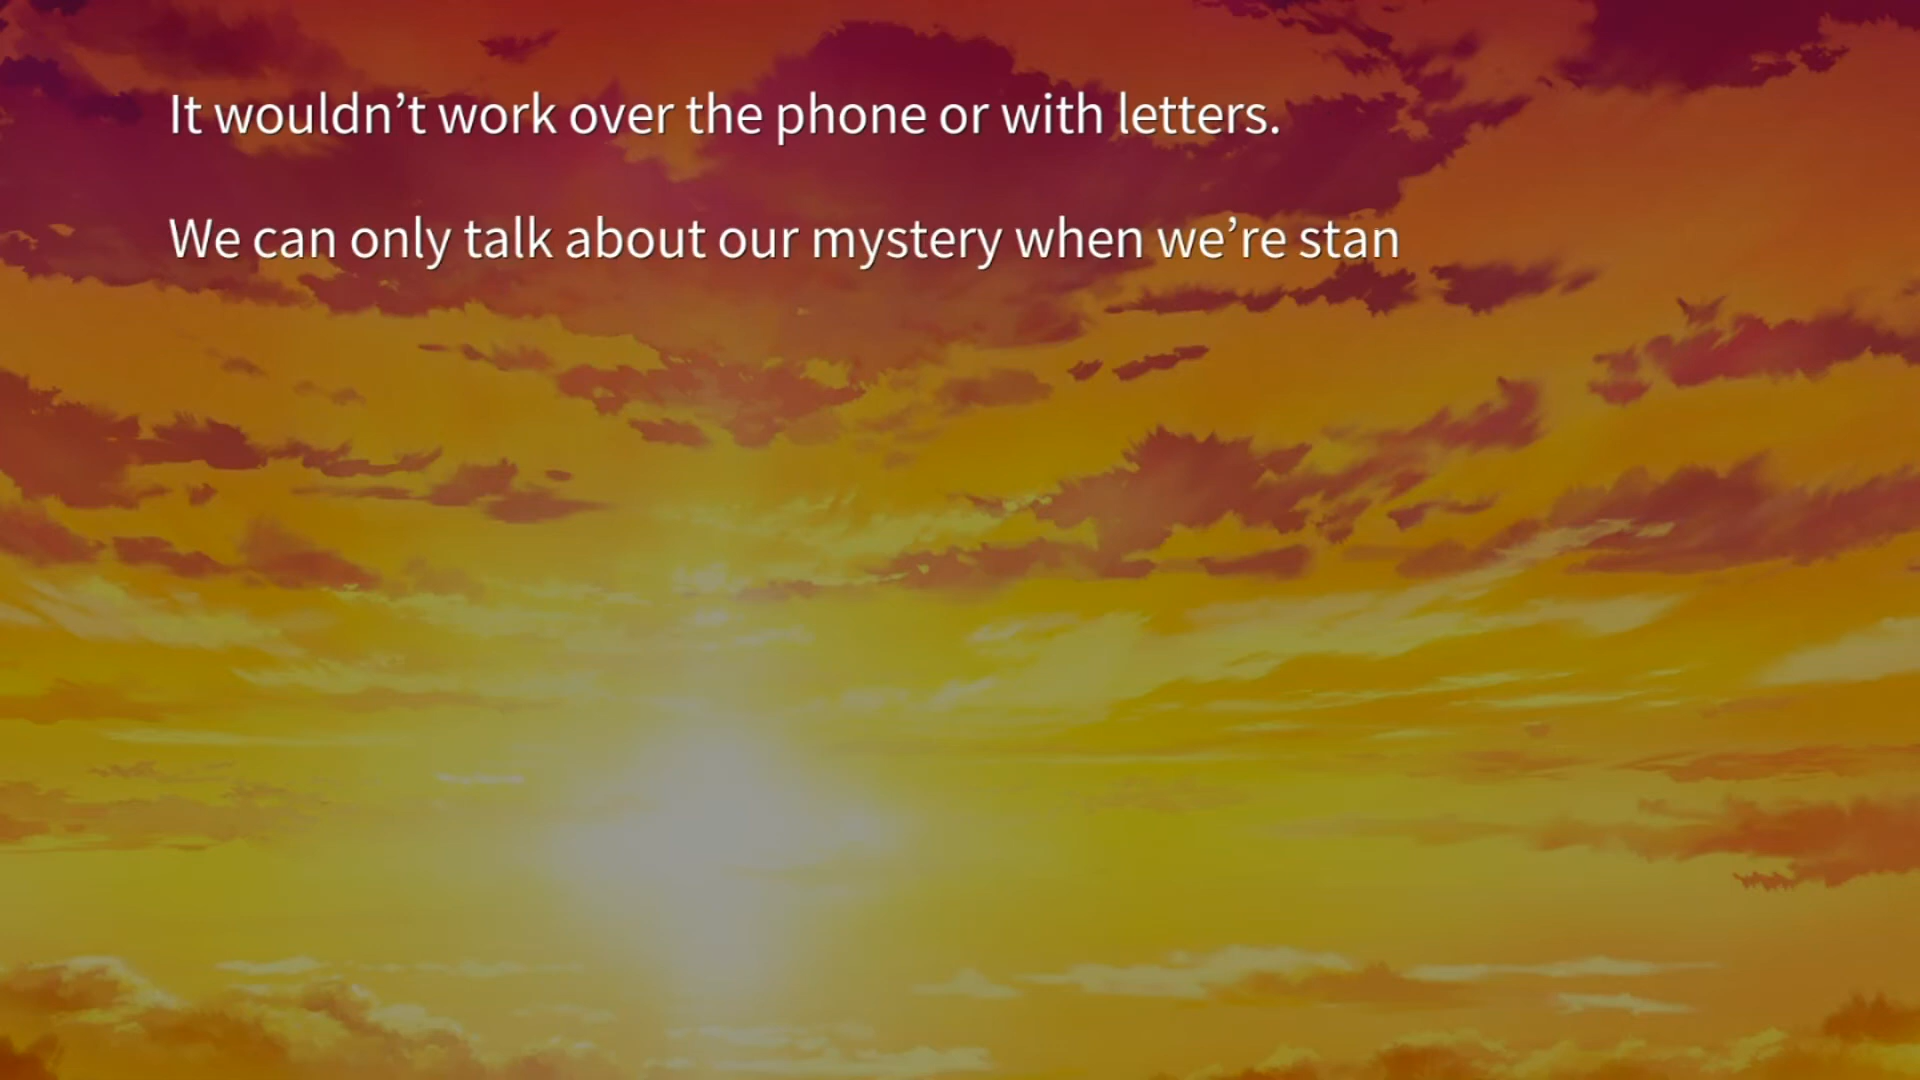 It wouldn’t work over the phone or with letters.
We can only talk about our mystery when we’re stan